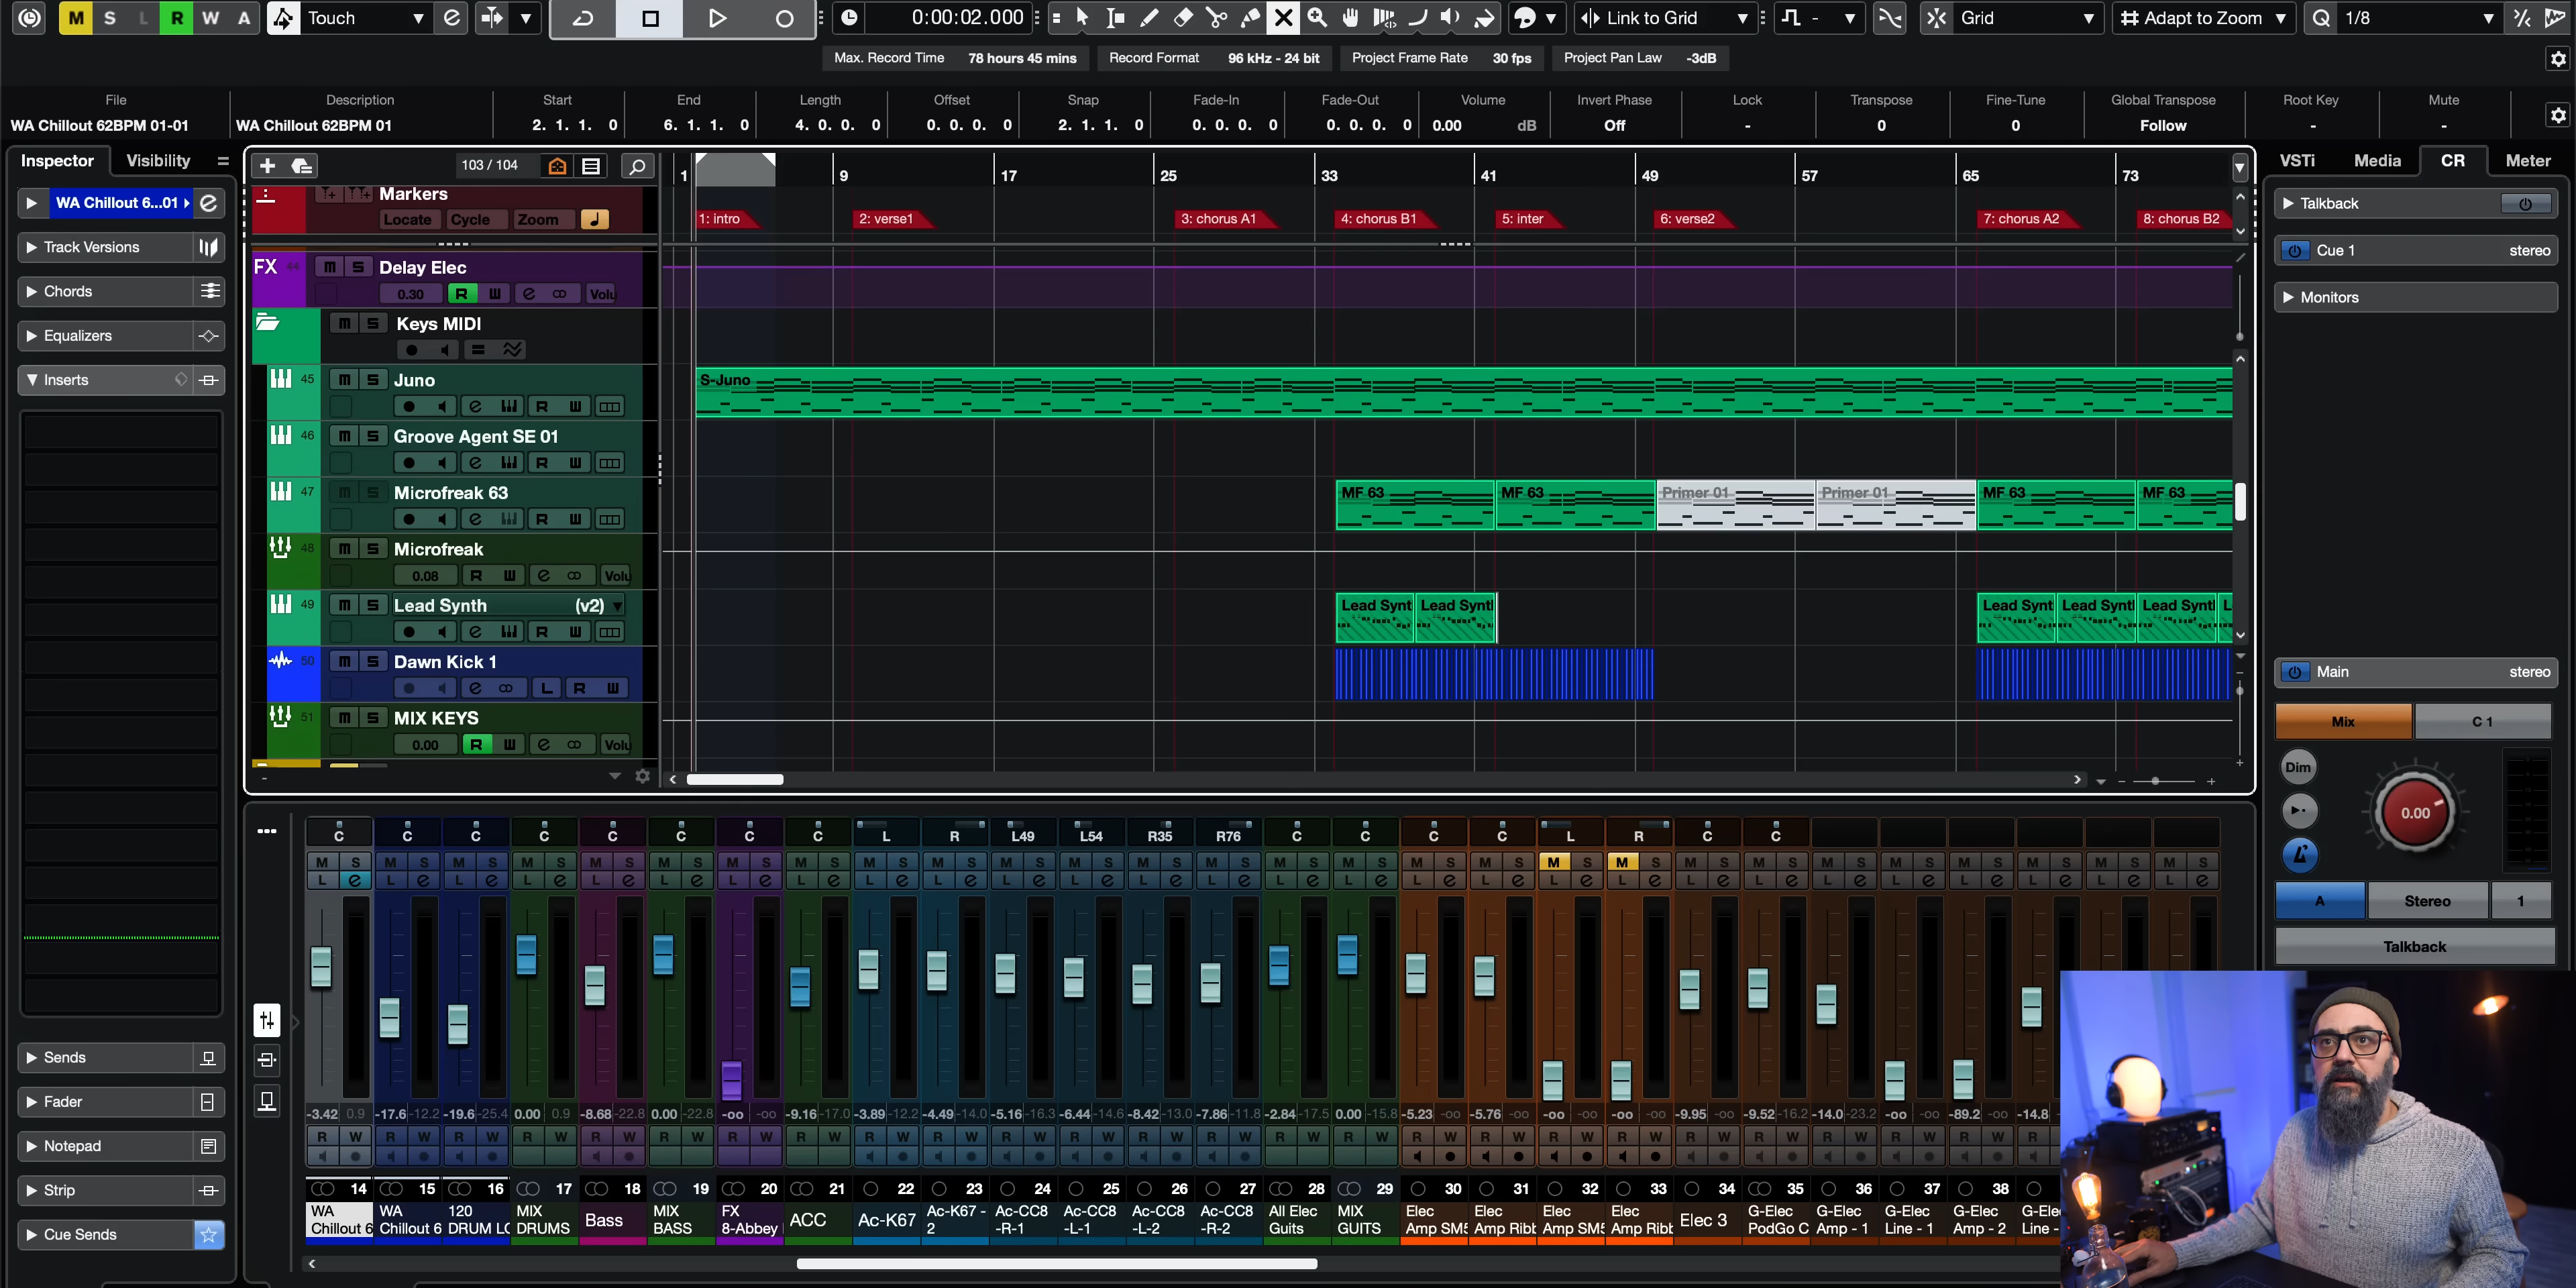 M S L R W A Touch 0:00:02.000 Link to Grid - Grid Adapt to Zoom Q 1/8
Max. Record Time 78 hours 45 mins Record Format 96 kHz - 24 bit Project Frame Rate 30 fps Project Pan Law -3dB
File Description Start End Length Offset Snap Fade-In Fade-Out Volume Invert Phase Lock Transpose Fine-Tune Global Transpose Root Key Mute
WA Chillout 62BPM 01-01 WA Chillout 62BPM 01 2. 1. 1. 0 6. 1. 1. 0 4. 0. 0. 0 0. 0. 0. 0 2. 1. 1. 0 0. 0. 0. 0 0. 0. 0. 0 0.00 dB Off - 0 0 Follow - -
Inspector Visibility
WA Chillout 6...01
Track Versions
Chords
Equalizers
Inserts
Sends
Fader
Notepad
Strip
Cue Sends
103 / 104
1 9 17 25 33 41 49 57 65 73
Markers
Locate Cycle Zoom
1: intro 2: verse1 3: chorus A1 4: chorus B1 5: inter 6: verse2 7: chorus A2 8: chorus B2
FX 44 m S Delay Elec
0.30 R W Volu
m S Keys MIDI
45 m S Juno
R W
S-Juno
46 m S Groove Agent SE 01
R W
47 m S Microfreak 63
R W
MF 63 MF 63 Primer 01 Primer 01 MF 63 MF 63
48 m S Microfreak
0.08 R W Volu
49 m S Lead Synth (v2)
R W
Lead Synt Lead Synt Lead Synt Lead Synt Lead Synt L
50 m S Dawn Kick 1
L R W
51 m S MIX KEYS
0.00 R W Volu
VSTi Media CR Meter
Talkback
Cue 1 stereo
Monitors
Main stereo
Mix C 1
Dim
0.00
A Stereo 1
Talkback
C C C C C C C C L R L49 L54 R35 R76 C C C C L R C C
M S M S M S M S M S M S M S M S M S M S M S M S M S M S M S M S M S M S M S M S M S M S M S M S M S M S M S M S
L L L L L L L L L L L L L L L L L L L L L L L L L L L L
-3.42 0.9 -17.6 -12.2 -19.6 -25.4 0.00 0.9 -8.68 -22.8 0.00 -22.8 -oo -oo -9.16 -17.0 -3.89 -12.2 -4.49 -14.0 -5.16 -16.3 -6.44 -14.6 -8.42 -13.0 -7.86 -11.8 -2.84 -17.5 0.00 -15.8 -5.23 -oo -5.76 -oo -oo -oo -oo -oo -9.95 -oo -9.52 -16.2 -14.0 -23.2 -oo -oo -89.2 -oo -14.8
R W R W R W R W R W R W R W R W R W R W R W R W R W R W R W R W R W R W R W R W R W R W R W R W R W R
14 15 16 17 18 19 20 21 22 23 24 25 26 27 28 29 30 31 32 33 34 35 36 37 38
WA Chillout 6
WA Chillout 6
120 DRUM LO
MIX DRUMS
Bass
MIX BASS
FX 8-Abbey
ACC
Ac-K67
Ac-K67 - 2
Ac-CC8 -R-1
Ac-CC8 -L-1
Ac-CC8 -L-2
Ac-CC8 -R-2
All Elec Guits
MIX GUITS
Elec Amp SM5
Elec Amp Ribb
Elec Amp SM5
Elec Amp Ribb
Elec 3
G-Elec PodGo C
G-Elec Amp - 1
G-Elec Line - 1
G-Elec Amp - 2
G-Elec Line -